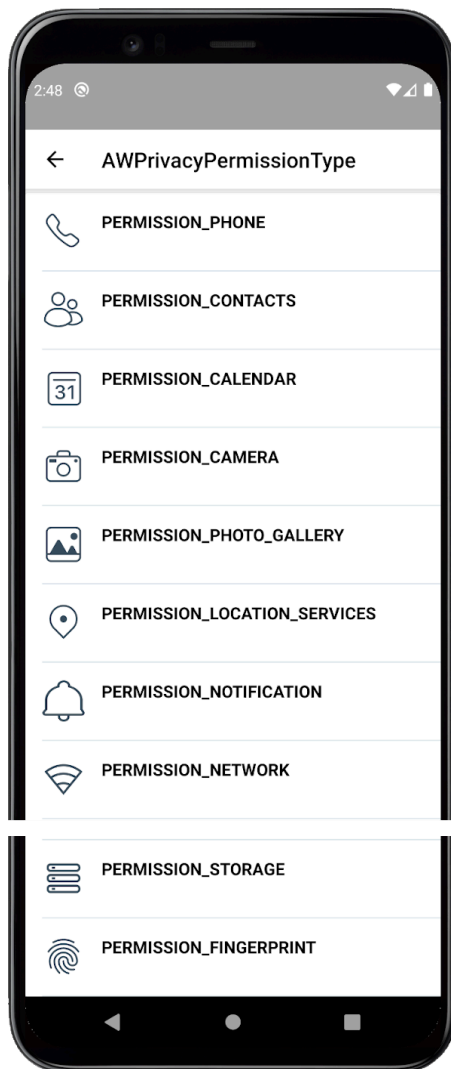 2:48
AWPrivacyPermissionType
PERMISSION_PHONE
PERMISSION_CONTACTS
31
PERMISSION_CALENDAR
PERMISSION_CAMERA
PERMISSION_PHOTO_GALLERY
PERMISSION_LOCATION_SERVICES
PERMISSION_NOTIFICATION
PERMISSION_NETWORK
PERMISSION_STORAGE
PERMISSION_FINGERPRINT